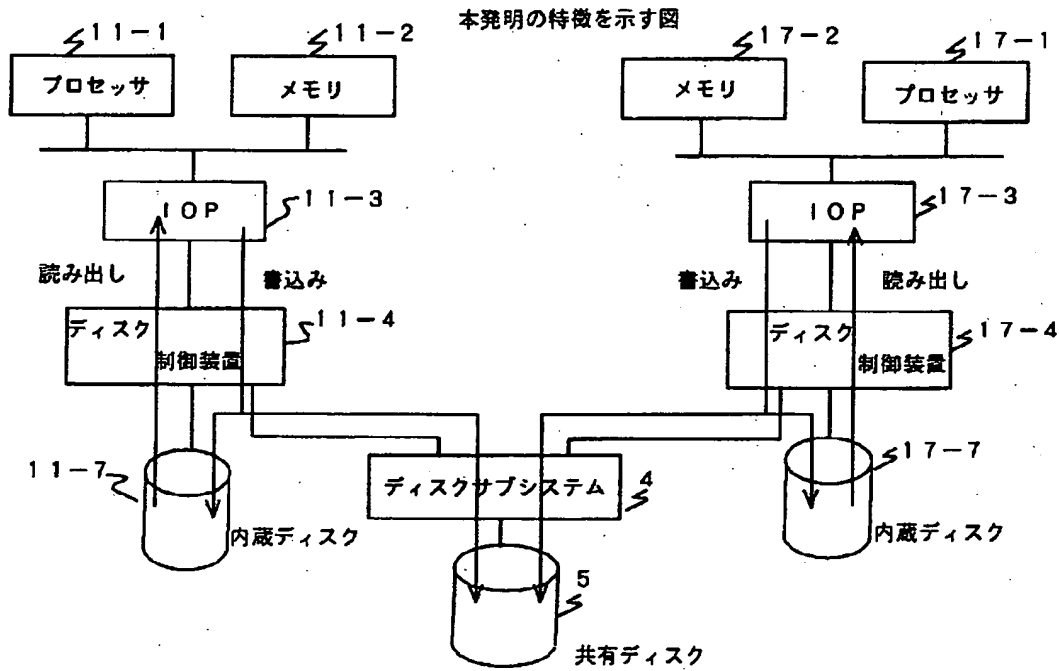 本発明の特徴を示す図
11-1
11-2
17-2
17-1
プロセッサ
メモリ
メモリ
プロセッサ
IOP
11-3
IOP
17-3
読み出し
書込み
書込み
読み出し
ディスク
制御装置
11-4
ディスク
制御装置
17-4
11-7
17-7
ディスクサブシステム
4
内蔵ディスク
内蔵ディスク
5
共有ディスク